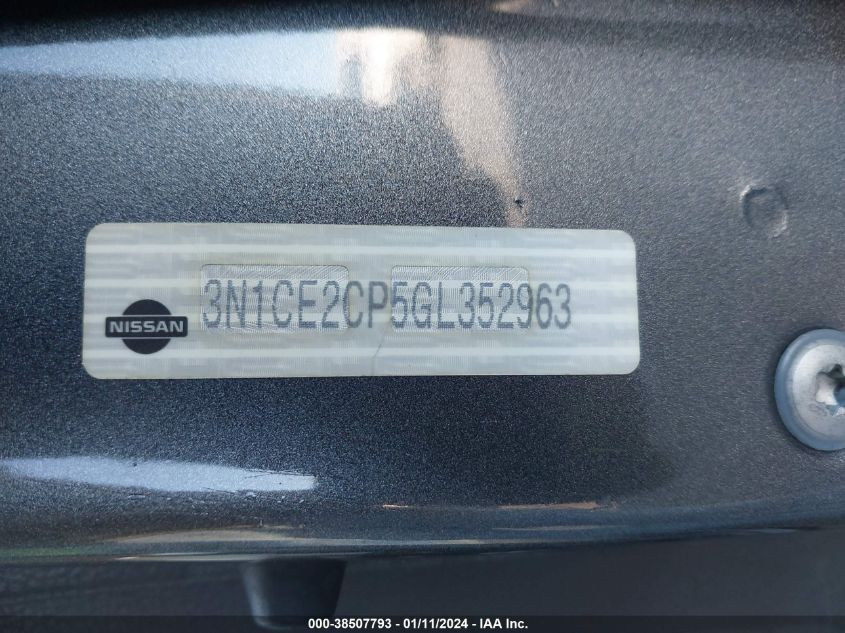 NISSAN
3N1CE2CP5GL352963
000-38507793 - 01/11/2024 - IAA Inc.